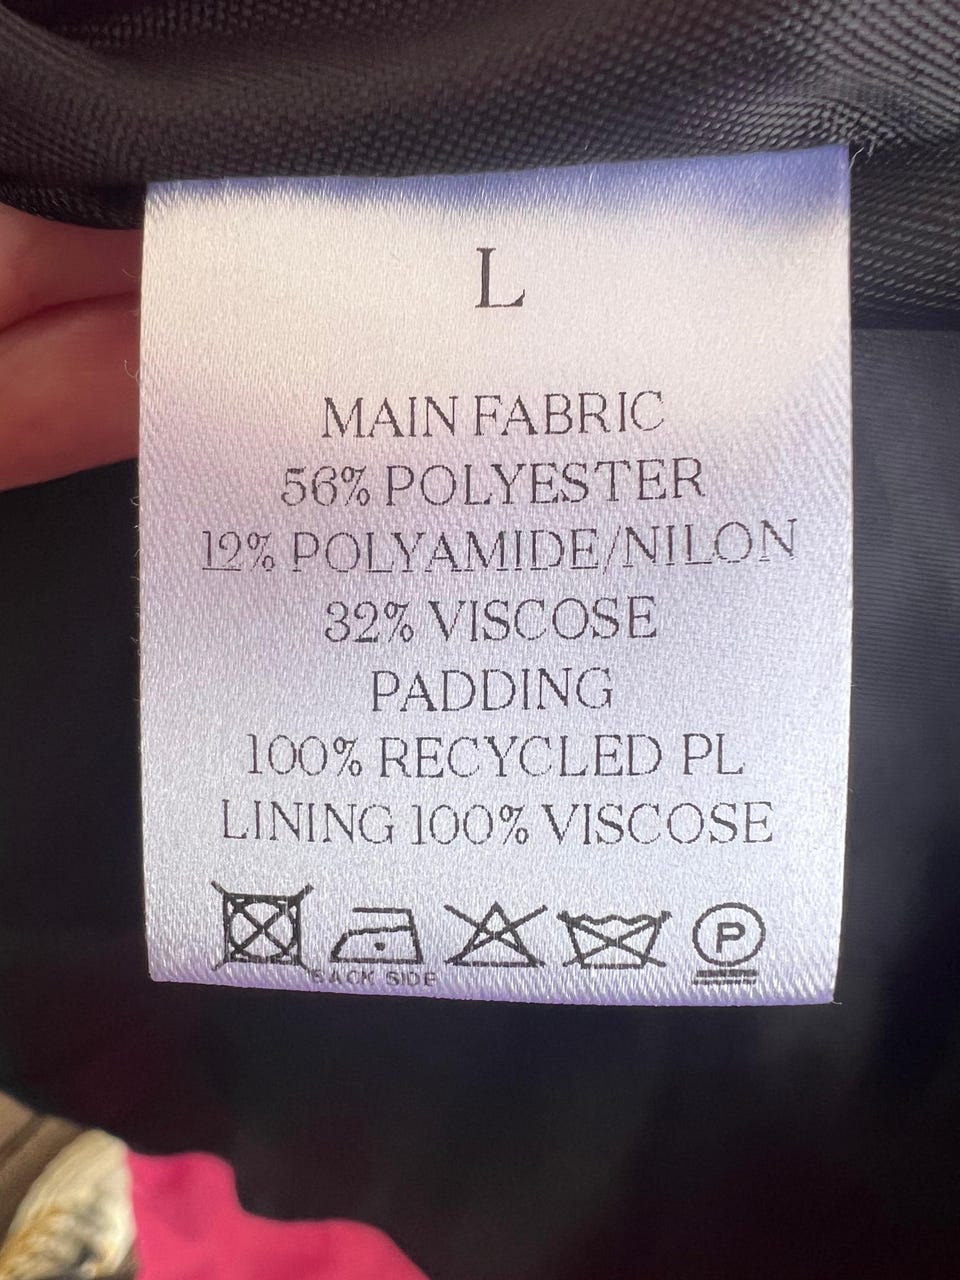 L
MAIN FABRIC
56% POLYESTER
12% POLYAMIDE/NILON
32% VISCOSE
PADDING
100% RECYCLED PL
LINING 100% VISCOSE
P
BACK SIDE